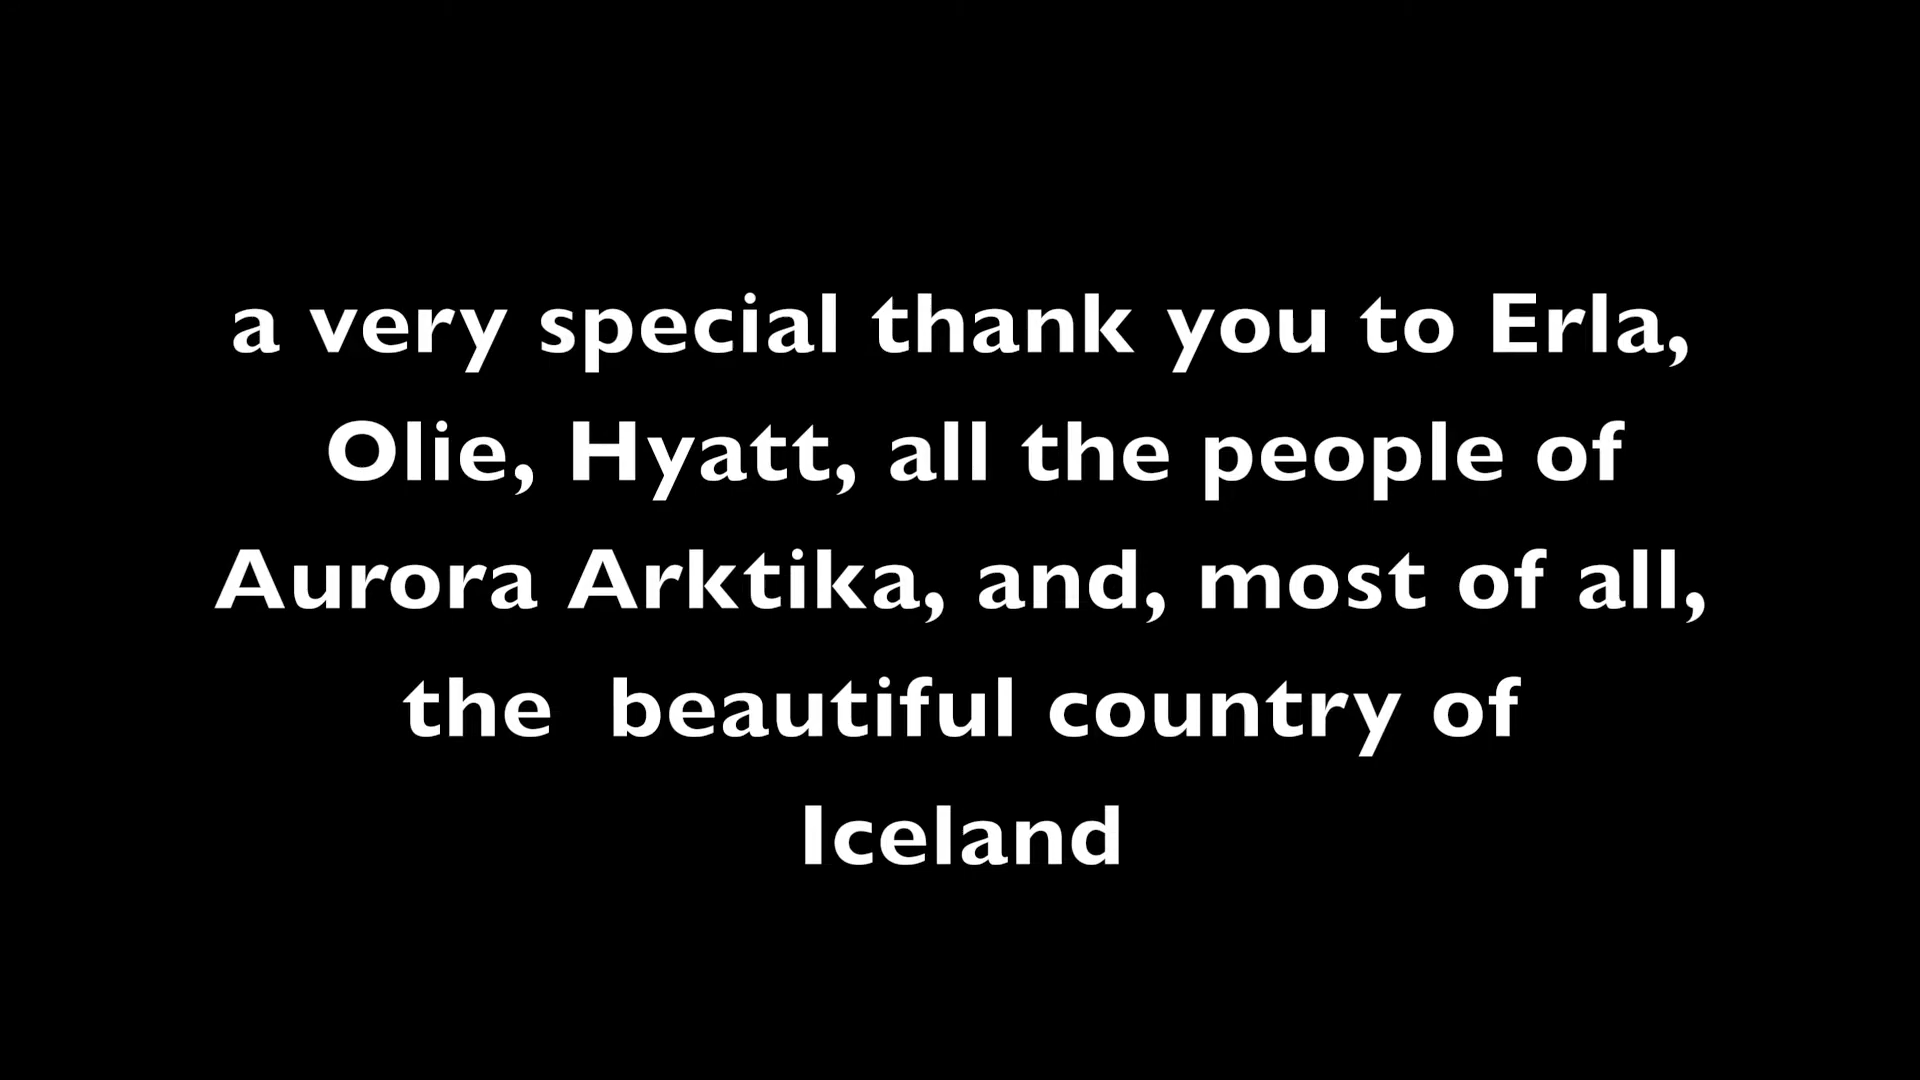 a very special thank you to Erla,
Olie, Hyatt, all the people of
Aurora Arktika, and, most of all,
the  beautiful country of
Iceland